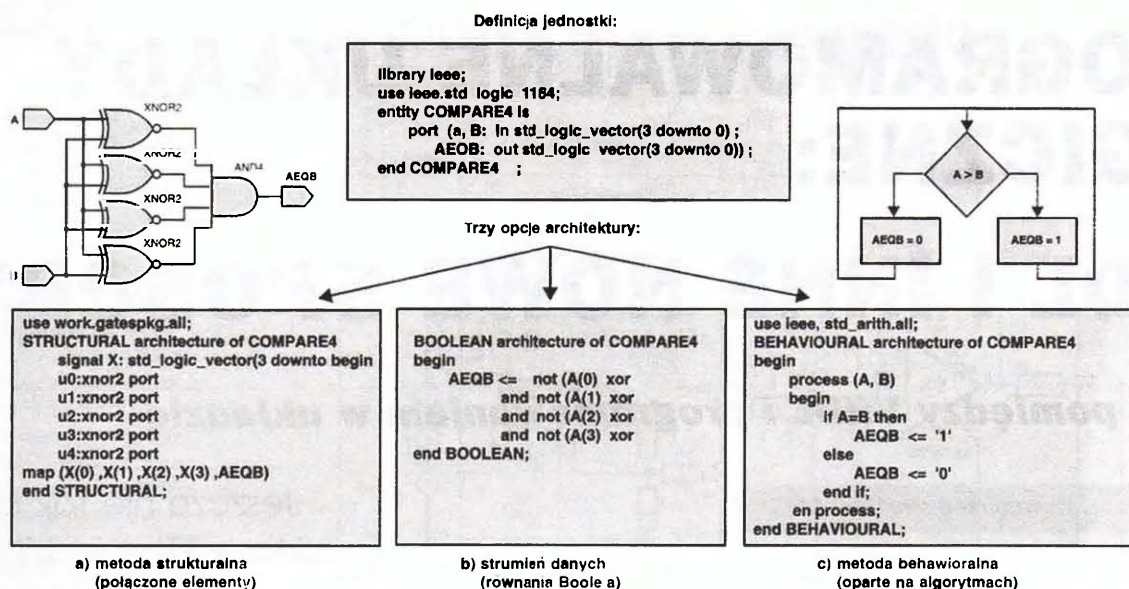 Definicja jednostki:
library ieee;
use ieee.std_logic 1164;
entity COMPARE4 is
port (a, B: in std_logic_vector(3 downto 0) ;
AEOB: out std_logic vector(3 downto 0)) ;
end COMPARE4 ;
A
B
XNOR2
XNOR2
XNOR2
XNOR2
AND4
AEQB
A > B
AEQB = 0
AEQB = 1
Trzy opcje architektury:
use work.gatespkg.all;
STRUCTURAL architecture of COMPARE4
signal X: std_logic_vector(3 downto begin
u0:xnor2 port
u1:xnor2 port
u2:xnor2 port
u3:xnor2 port
u4:xnor2 port
map (X(0) ,X(1) ,X(2) ,X(3) ,AEQB)
end STRUCTURAL;
BOOLEAN architecture of COMPARE4
begin
AEQB <= not (A(0) xor
and not (A(1) xor
and not (A(2) xor
and not (A(3) xor
end BOOLEAN;
use ieee, std_arith.all;
BEHAVIOURAL architecture of COMPARE4
begin
process (A, B)
begin
if A=B then
AEQB <= '1'
else
AEQB <= '0'
end if;
en process;
end BEHAVIOURAL;
a) metoda strukturalna
(połączone elementy)
b) strumień danych
(równania Boole a)
c) metoda behawioralna
(oparte na algorytmach)